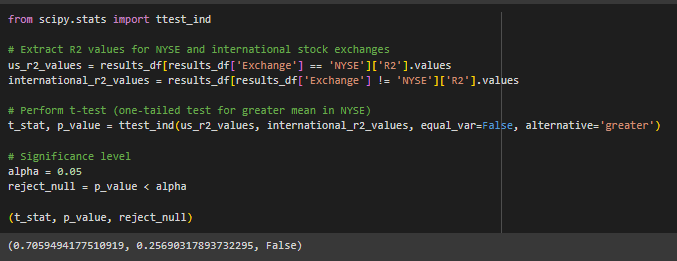 from scipy.stats import ttest_ind
# Extract R2 values for NYSE and international stock exchanges
us_r2_values = results_df[results_df['Exchange'] == 'NYSE']['R2'].values
international_r2_values = results_df[results_df['Exchange'] != 'NYSE']['R2'].values
# Perform t-test (one-tailed test for greater mean in NYSE)
t_stat, p_value = ttest_ind(us_r2_values, international_r2_values, equal_var=False, alternative='greater')
# Significance level
alpha = 0.05
reject_null = p_value < alpha
(t_stat, p_value, reject_null)
(0.7059494177510919, 0.25690317893732295, False)